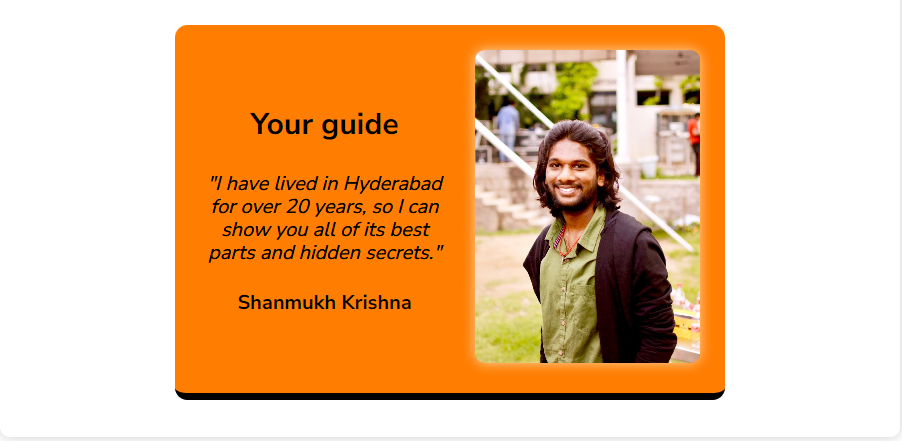 Your guide
"I have lived in Hyderabad
for over 20 years, so I can
show you all of its best
parts and hidden secrets."
Shanmukh Krishna